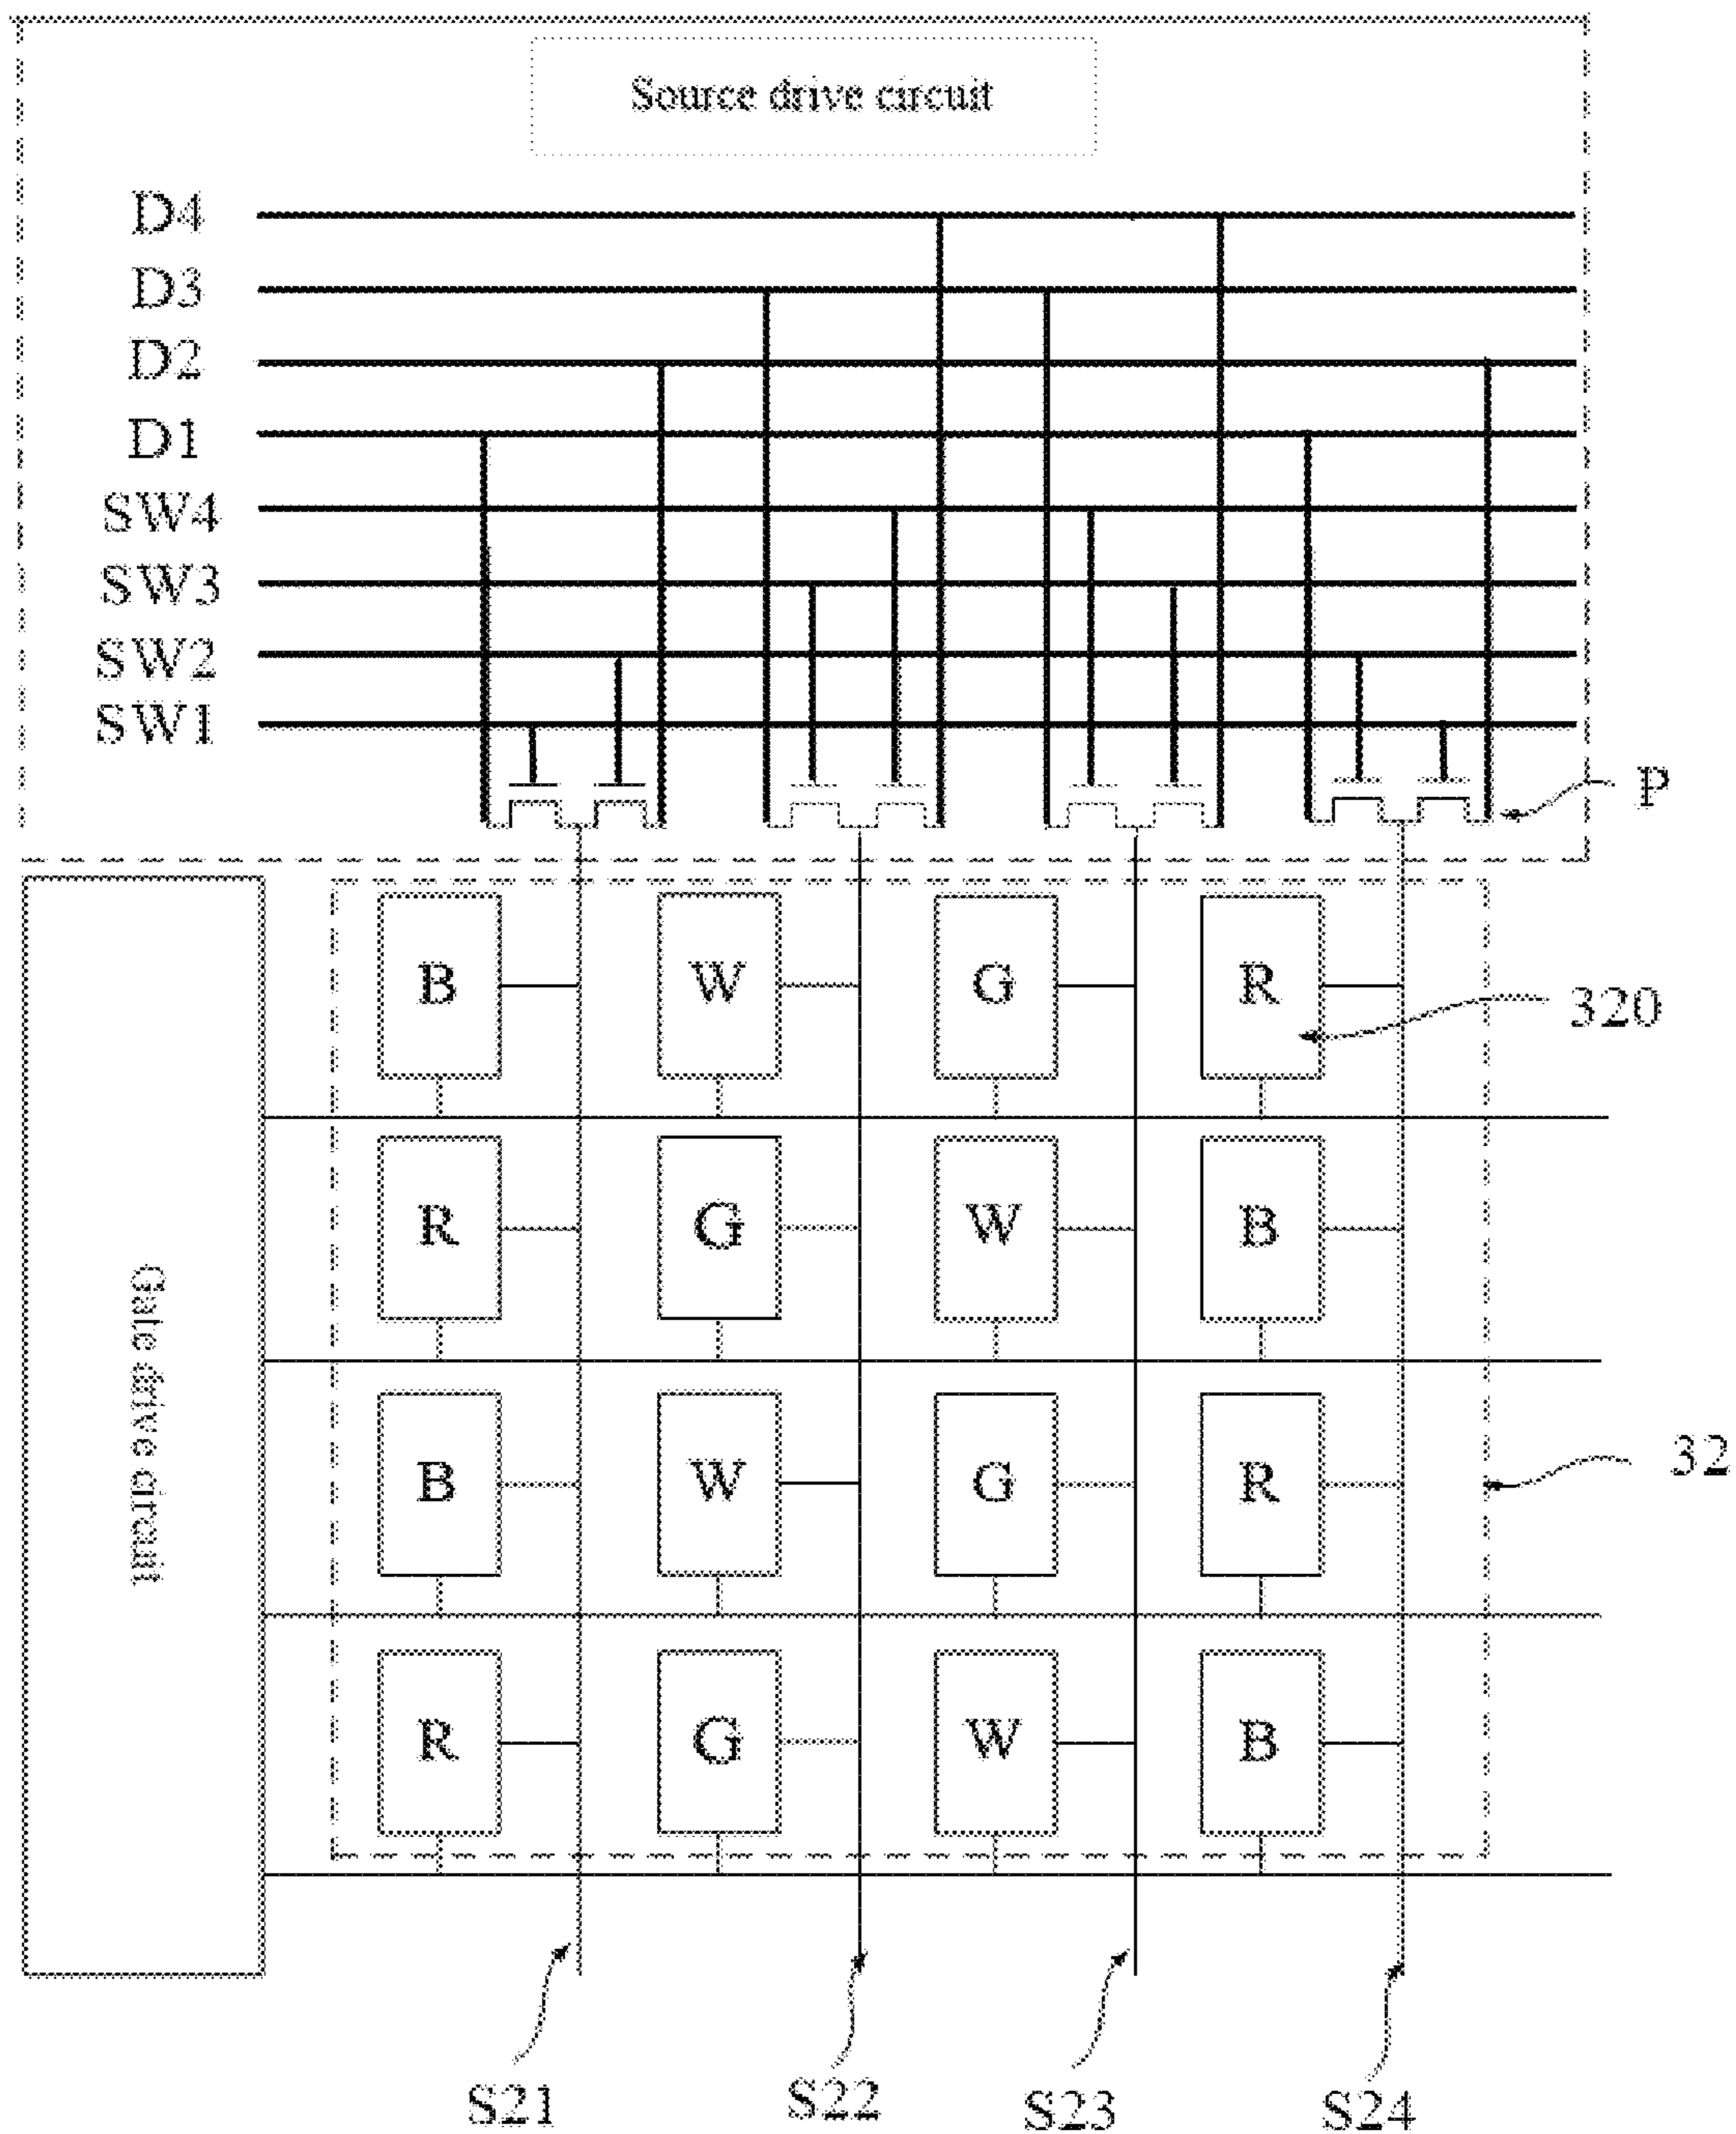 Source drive circuit
D4
D3
D2
D1
SW4
SW3
SW2
SW1
P
B W G R
320
R G W B
Gate drive circuit
B W G R
32
R G W B
S21 S22 S23 S24